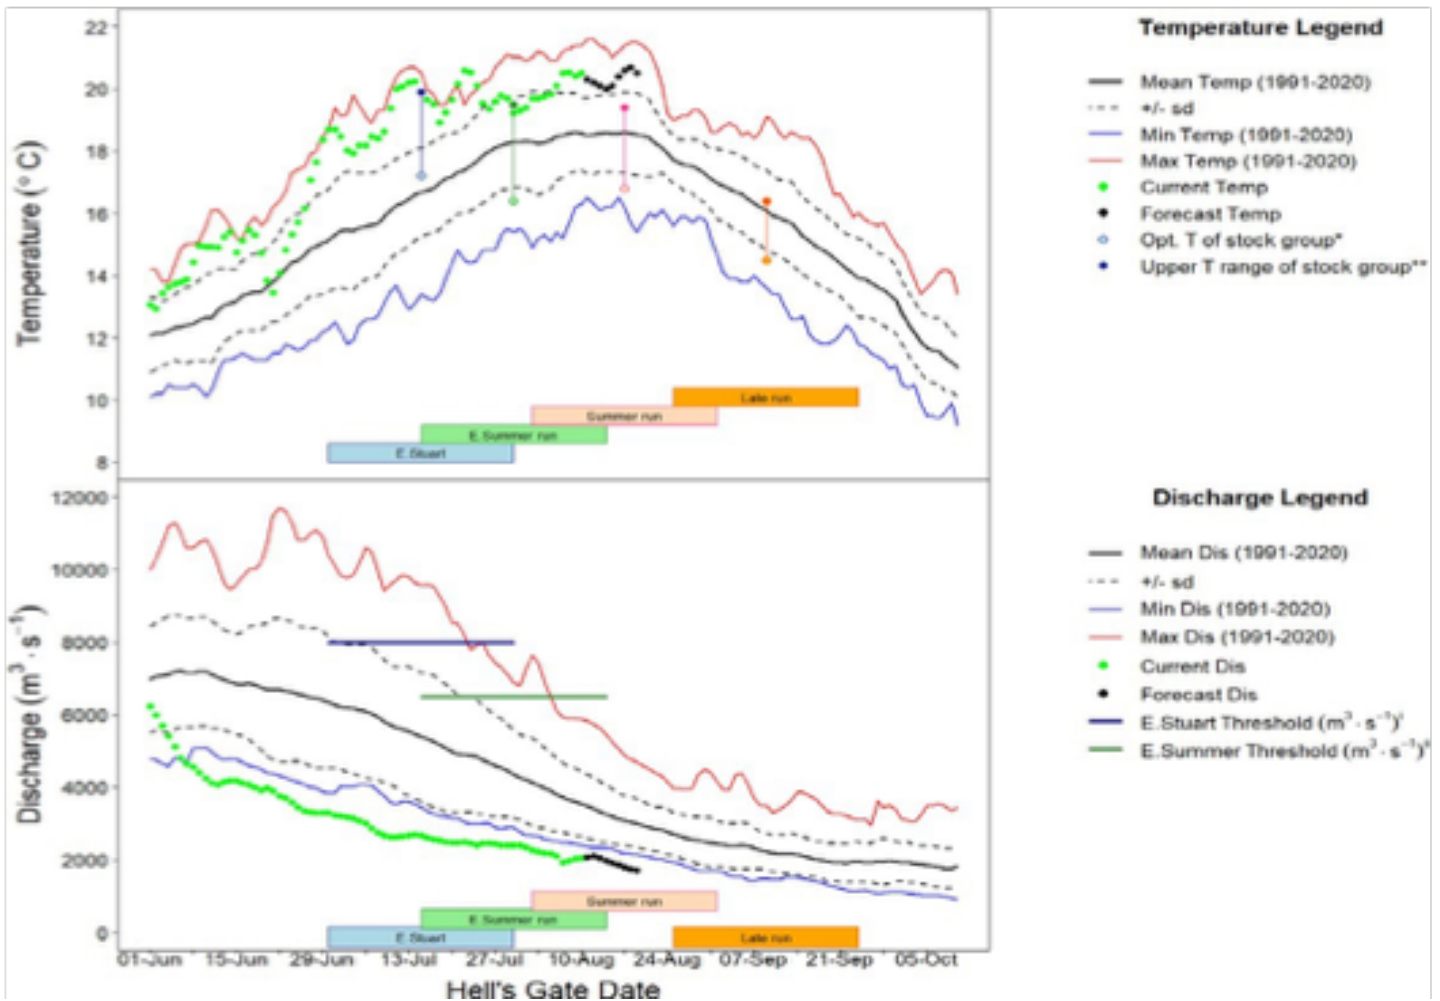 Temperature Legend
Mean Temp (1991-2020)
+/- sd
Min Temp (1991-2020)
Max Temp (1991-2020)
Current Temp
Forecast Temp
Opt. T of stock group*
Upper T range of stock group**
Temperature (°C)
22
20
18
16
14
12
10
8
Late run
Summer run
E.Summer run
E.Stuart
Discharge Legend
Mean Dis (1991-2020)
+/- sd
Min Dis (1991-2020)
Max Dis (1991-2020)
Current Dis
Forecast Dis
E.Stuart Threshold (m³·s⁻¹)
E.Summer Threshold (m³·s⁻¹)
Discharge (m³·s⁻¹)
12000
10000
8000
6000
4000
2000
0
Summer run
E.Summer run
E.Stuart
Late run
01-Jun 15-Jun 29-Jun 13-Jul 27-Jul 10-Aug 24-Aug 07-Sep 21-Sep 05-Oct
Hell's Gate Date